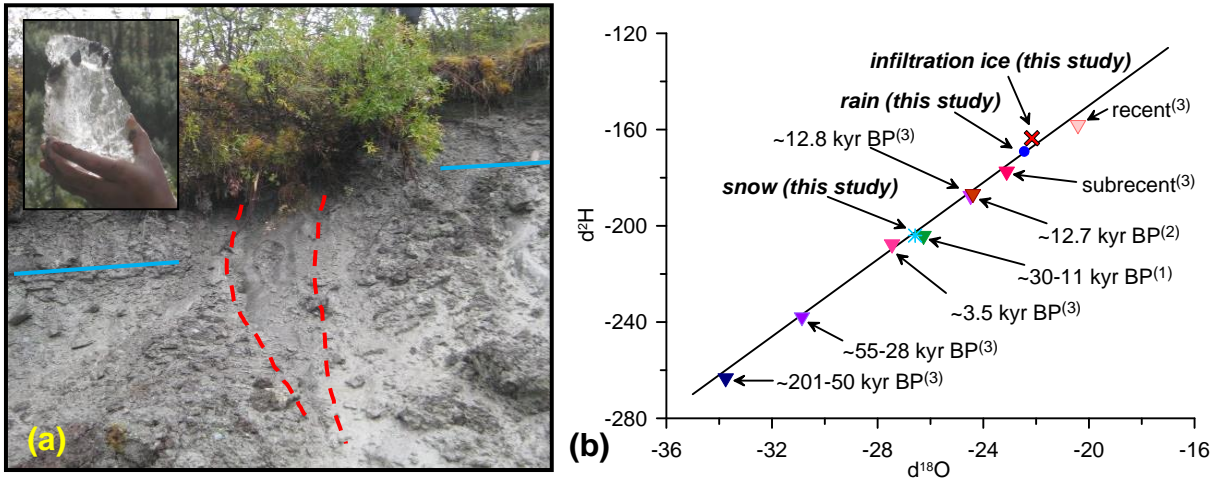 (a)
(b)
d²H
-120
-160
-200
-240
-280
-36
-32
-28
-24
-20
-16
d¹⁸O
infiltration ice (this study)
rain (this study)
recent⁽³⁾
~12.8 kyr BP⁽³⁾
subrecent⁽³⁾
snow (this study)
~12.7 kyr BP⁽²⁾
~30-11 kyr BP⁽¹⁾
~3.5 kyr BP⁽³⁾
~55-28 kyr BP⁽³⁾
~201-50 kyr BP⁽³⁾